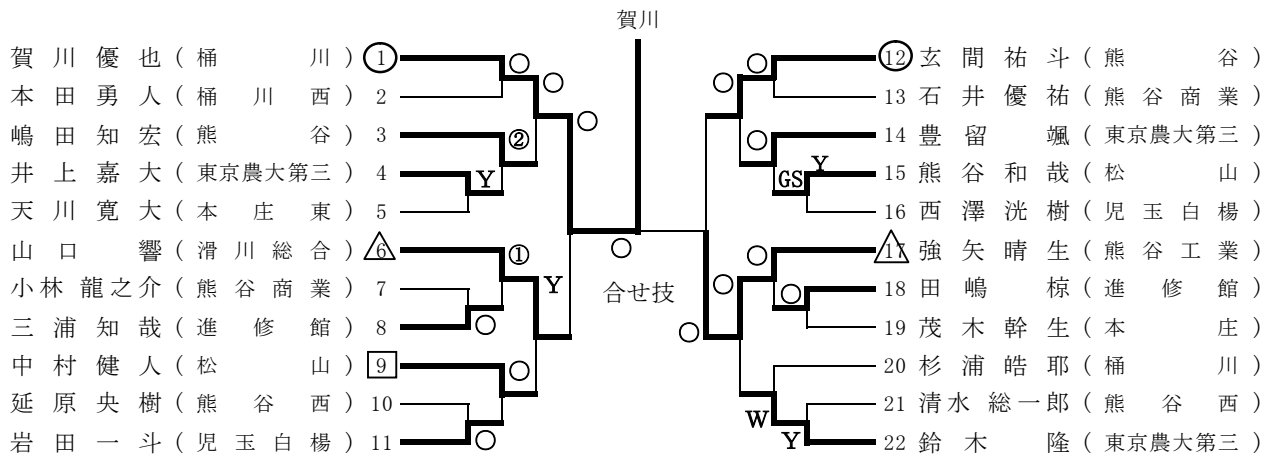 賀川
賀川優也(桶川) 1 ○ ○ ○
本田勇人(桶川西) 2
嶋田知宏(熊谷) 3 ②
井上嘉大(東京農大第三) 4 Y
天川寛大(本庄東) 5
山口響(滑川総合) 6 ① Y
小林龍之介(熊谷商業) 7
三浦知哉(進修館) 8 ○
中村健人(松山) 9 ○
延原央樹(熊谷西) 10
岩田一斗(児玉白楊) 11 ○
○
合せ技
○ ○ 12 玄間祐斗(熊谷)
13 石井優祐(熊谷商業)
○ 14 豊留颯(東京農大第三)
GS Y 15 熊谷和哉(松山)
16 西澤洸樹(児玉白楊)
○ ○ ○ 17 強矢晴生(熊谷工業)
○ 18 田嶋椋(進修館)
19 茂木幹生(本庄)
20 杉浦皓耶(桶川)
W 21 清水総一郎(熊谷西)
Y 22 鈴木隆(東京農大第三)